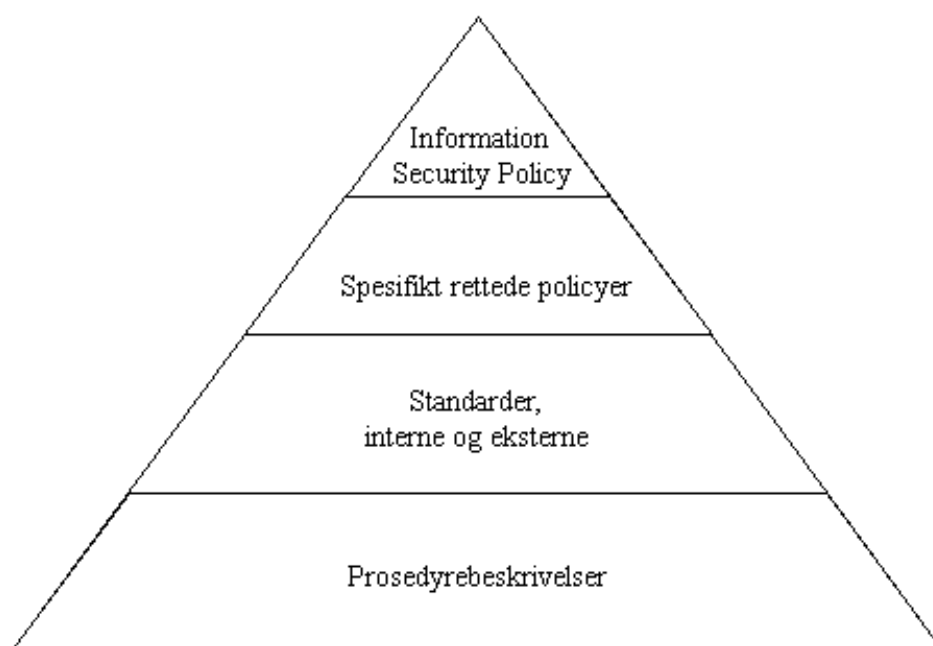 Information
Security Policy
Spesifikt rettede policyer
Standarder,
interne og eksterne
Prosedyrebeskrivelser